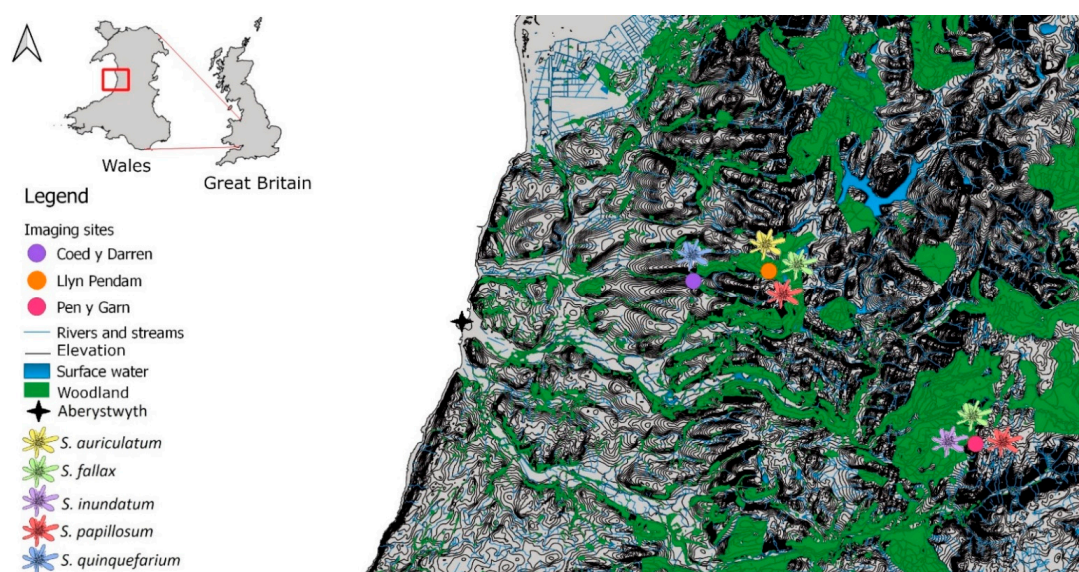 Wales
Great Britain
Legend
Imaging sites
Coed y Darren
Llyn Pendam
Pen y Garn
Rivers and streams
Elevation
Surface water
Woodland
Aberystwyth
S. auriculatum
S. fallax
S. inundatum
S. papillosum
S. quinquefarium